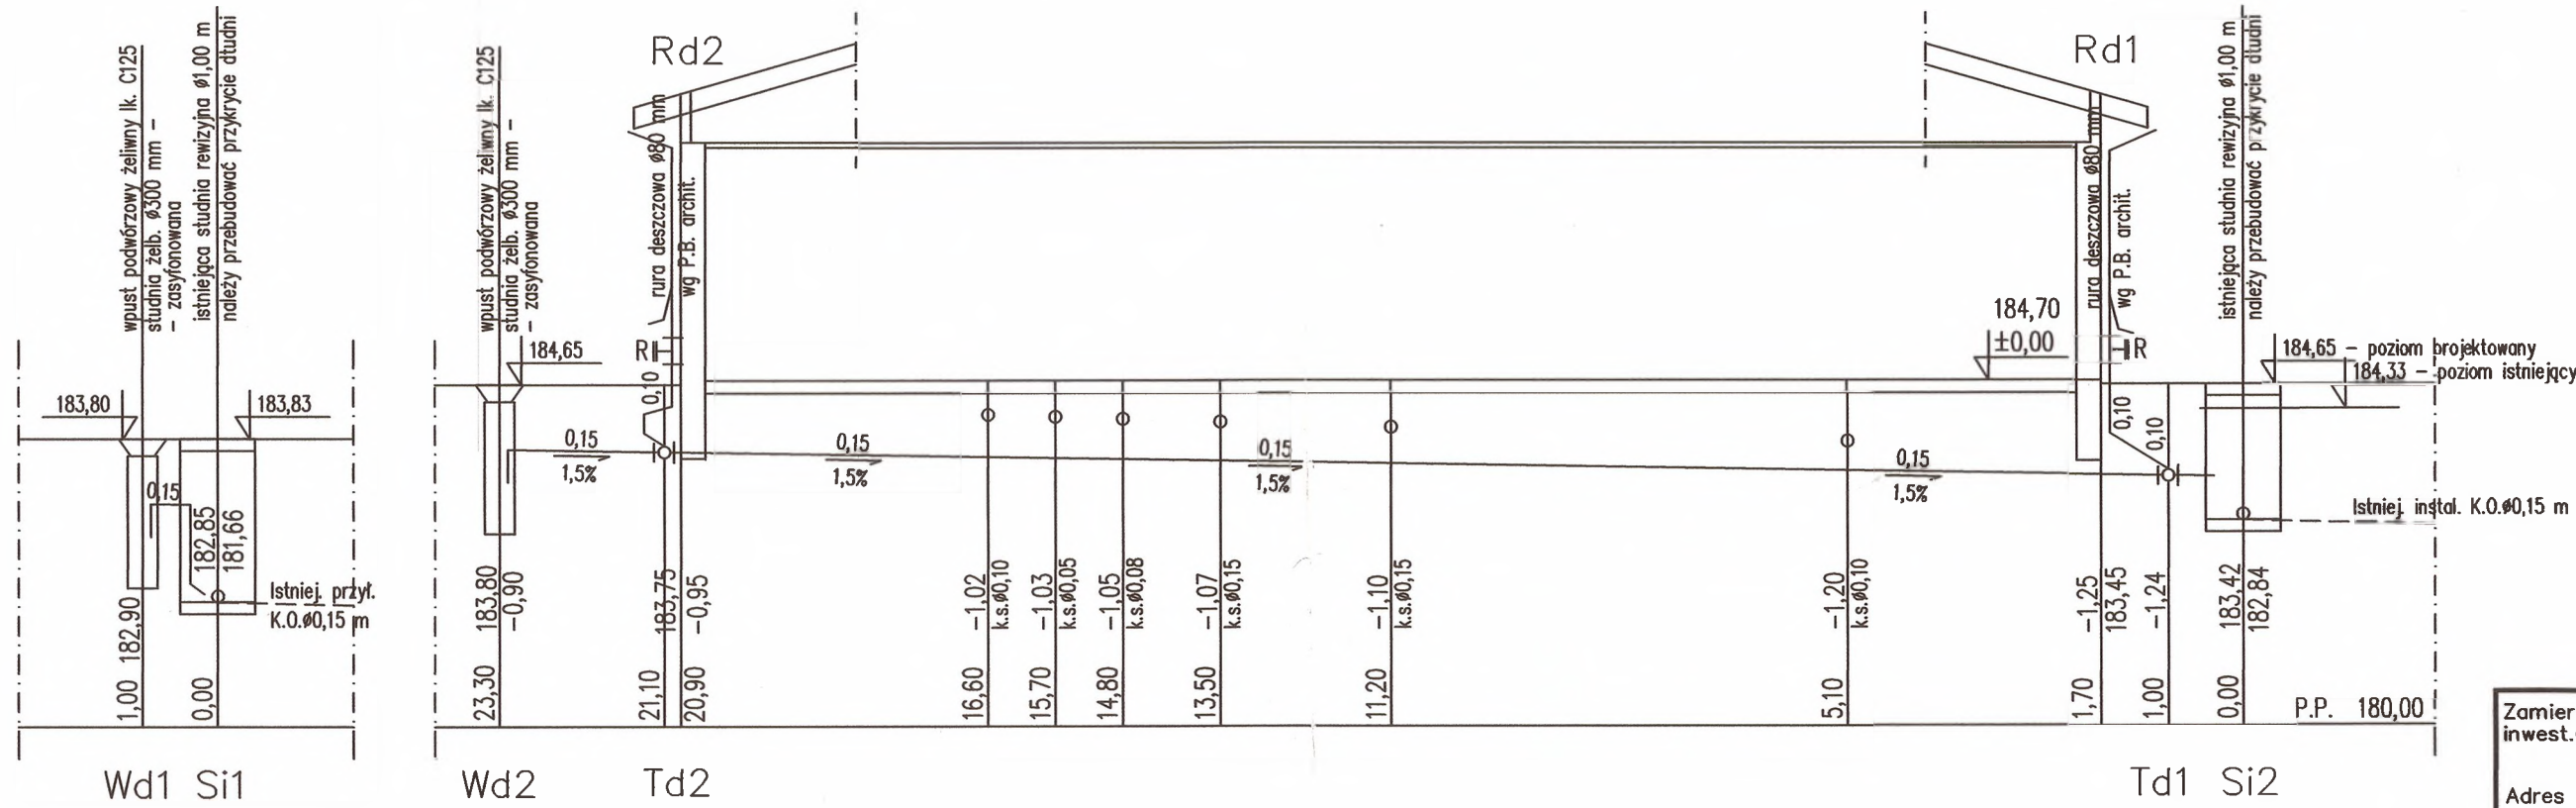 wpust podwórzowy żeliwny lk. C125
studnia żelb. ø300 mm -
- zasyfonowana
istniejąca studnia rewizyjna ø1,00 m
należy przebudować przykrycie dtudni
183,80
183,83
0,15
182,85
181,66
Istniej. przył.
K.O.ø0,15 m
182,90
1,00
0,00
Wd1
Si1
wpust podwórzowy żeliwny lk. C125
studnia żelb. ø300 mm -
- zasyfonowana
184,65
Rd2
rura deszczowa ø80 mm
wg P.B. archit.
R
0,10
0,15
1,5%
0,15
1,5%
0,15
1,5%
0,15
1,5%
183,80
-0,90
183,75
-0,95
-1,02
k.s.ø0,10
-1,03
k.s.ø0,05
-1,05
k.s.ø0,08
-1,07
k.s.ø0,15
-1,10
k.s.ø0,15
-1,20
k.s.ø0,10
-1,25
183,45
-1,24
183,42
182,84
23,30
21,10
20,90
16,60
15,70
14,80
13,50
11,20
5,10
1,70
1,00
0,00
P.P. 180,00
184,70
±0,00
Rd1
rura deszczowa ø80 mm
wg P.B. archit.
R
0,10
0,10
istniejąca studnia rewizyjna ø1,00 m
należy przebudować przykrycie dtudni
184,65 - poziom brojektowany
184,33 - poziom istniejący
Istniej. instal. K.O.ø0,15 m
Wd2
Td2
Td1
Si2
Zamier
inwest.
Adres